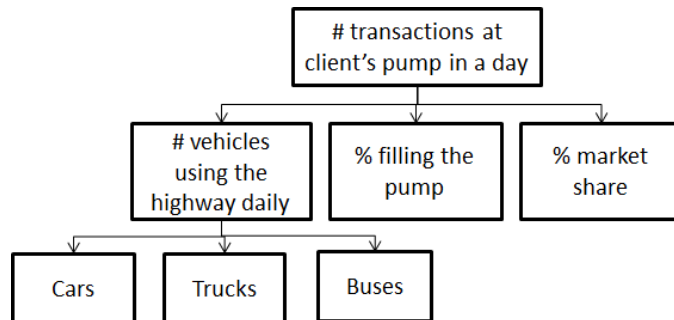 # transactions at
client's pump in a day
# vehicles
using the
highway daily
% filling the
pump
% market
share
Cars
Trucks
Buses